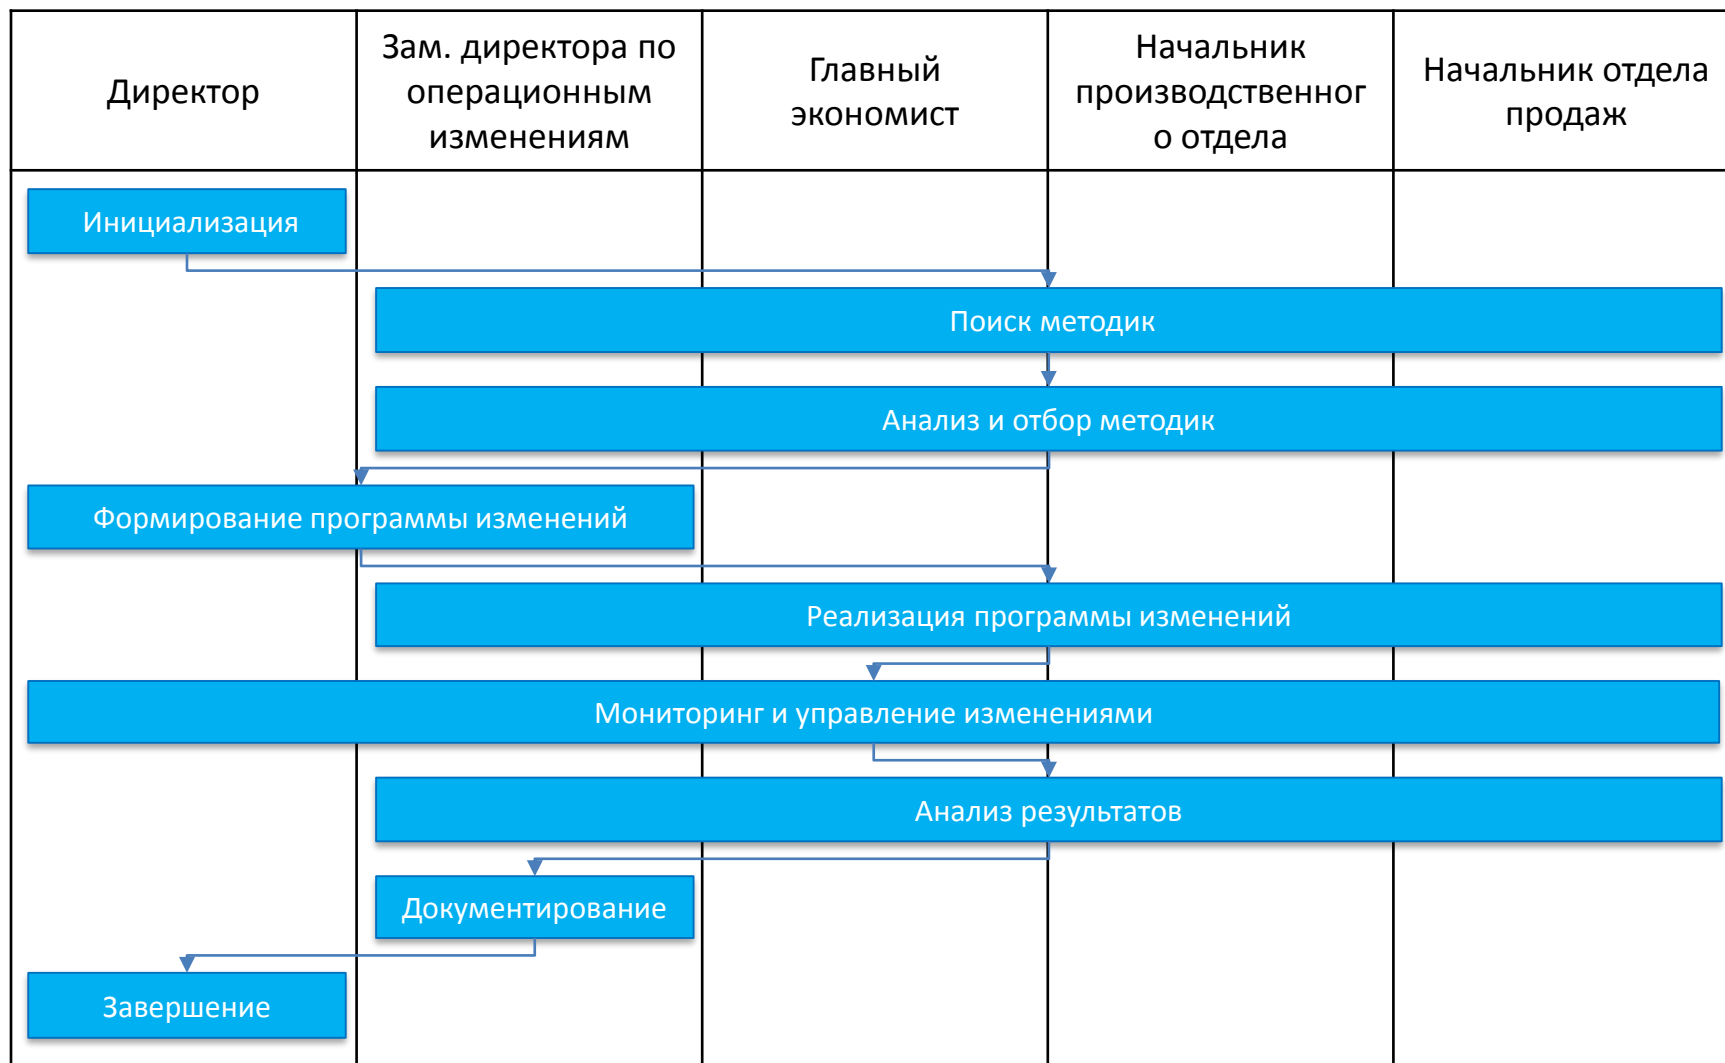 Директор
Зам. директора по
операционным
изменениям
Главный
экономист
Начальник
производственног
о отдела
Начальник отдела
продаж
Инициализация
Поиск методик
Анализ и отбор методик
Формирование программы изменений
Реализация программы изменений
Мониторинг и управление изменениями
Анализ результатов
Документирование
Завершение